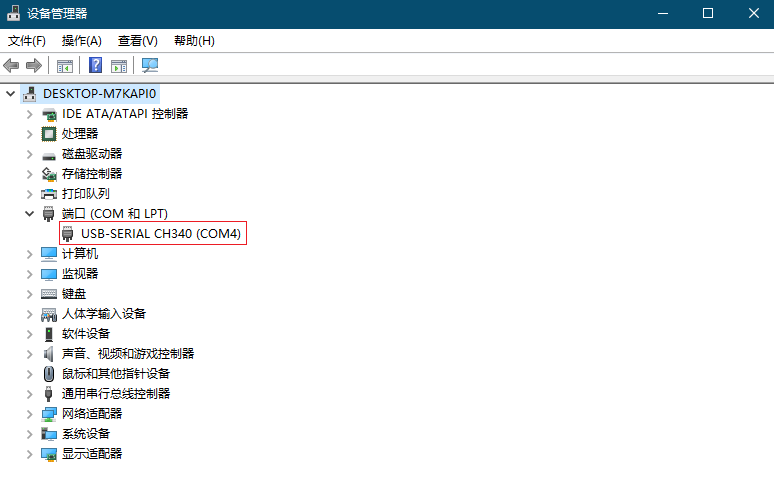 设备管理器
文件(F) 操作(A) 查看(V) 帮助(H)
DESKTOP-M7KAPI0
IDE ATA/ATAPI 控制器
处理器
磁盘驱动器
存储控制器
打印队列
端口 (COM 和 LPT)
USB-SERIAL CH340 (COM4)
计算机
监视器
键盘
人体学输入设备
软件设备
声音、视频和游戏控制器
鼠标和其他指针设备
通用串行总线控制器
网络适配器
系统设备
显示适配器